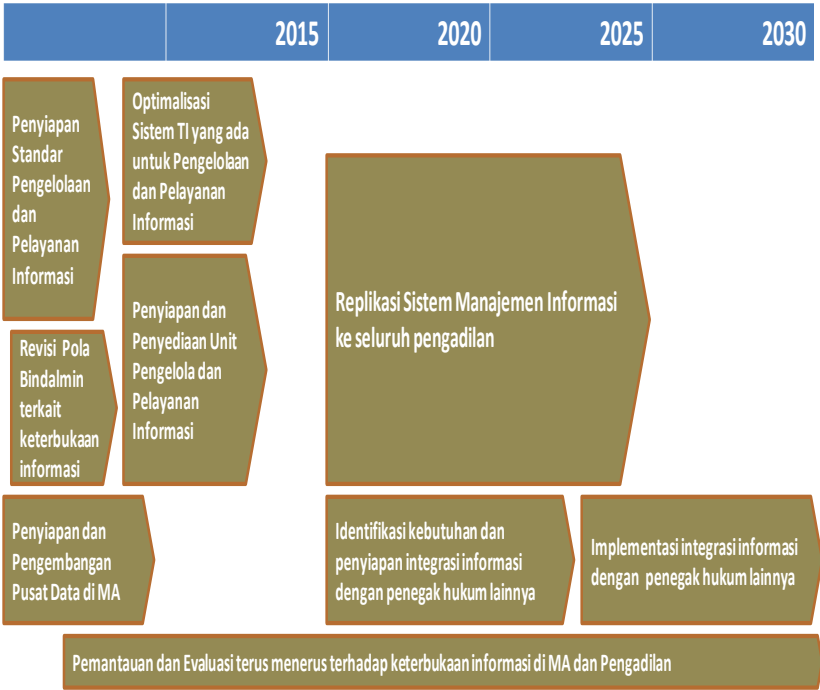 2015 2020 2025 2030
Penyiapan
Standar
Pengelolaan
dan
Pelayanan
Informasi
Optimalisasi
Sistem TI yang ada
untuk Pengelolaan
dan Pelayanan
Informasi
Revisi Pola
Bindalmin
terkait
keterbukaan
informasi
Penyiapan dan
Penyediaan Unit
Pengelola dan
Pelayanan
Informasi
Replikasi Sistem Manajemen Informasi
ke seluruh pengadilan
Penyiapan dan
Pengembangan
Pusat Data di MA
Identifikasi kebutuhan dan
penyiapan integrasi informasi
dengan penegak hukum lainnya
Implementasi integrasi informasi
dengan penegak hukum lainnya
Pemantauan dan Evaluasi terus menerus terhadap keterbukaan informasi di MA dan Pengadilan